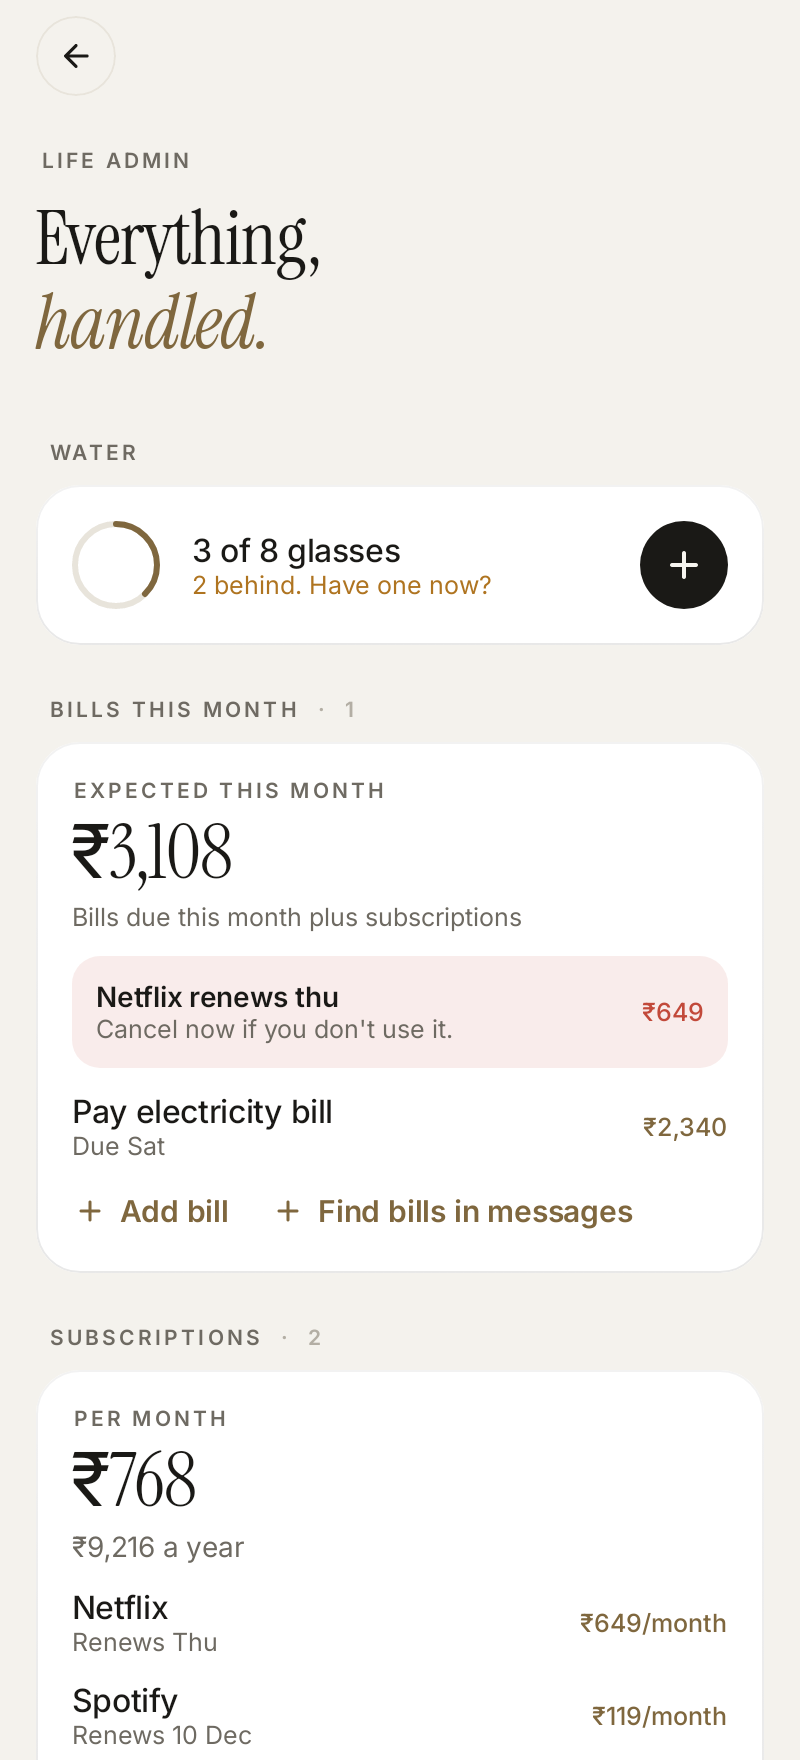 LIFE ADMIN
Everything,
handled.
WATER
3 of 8 glasses
2 behind. Have one now?
BILLS THIS MONTH · 1
EXPECTED THIS MONTH
₹3,108
Bills due this month plus subscriptions
Netflix renews thu
₹649
Cancel now if you don't use it.
Pay electricity bill
₹2,340
Due Sat
+ Add bill + Find bills in messages
SUBSCRIPTIONS · 2
PER MONTH
₹768
₹9,216 a year
Netflix
₹649/month
Renews Thu
Spotify
₹119/month
Renews 10 Dec